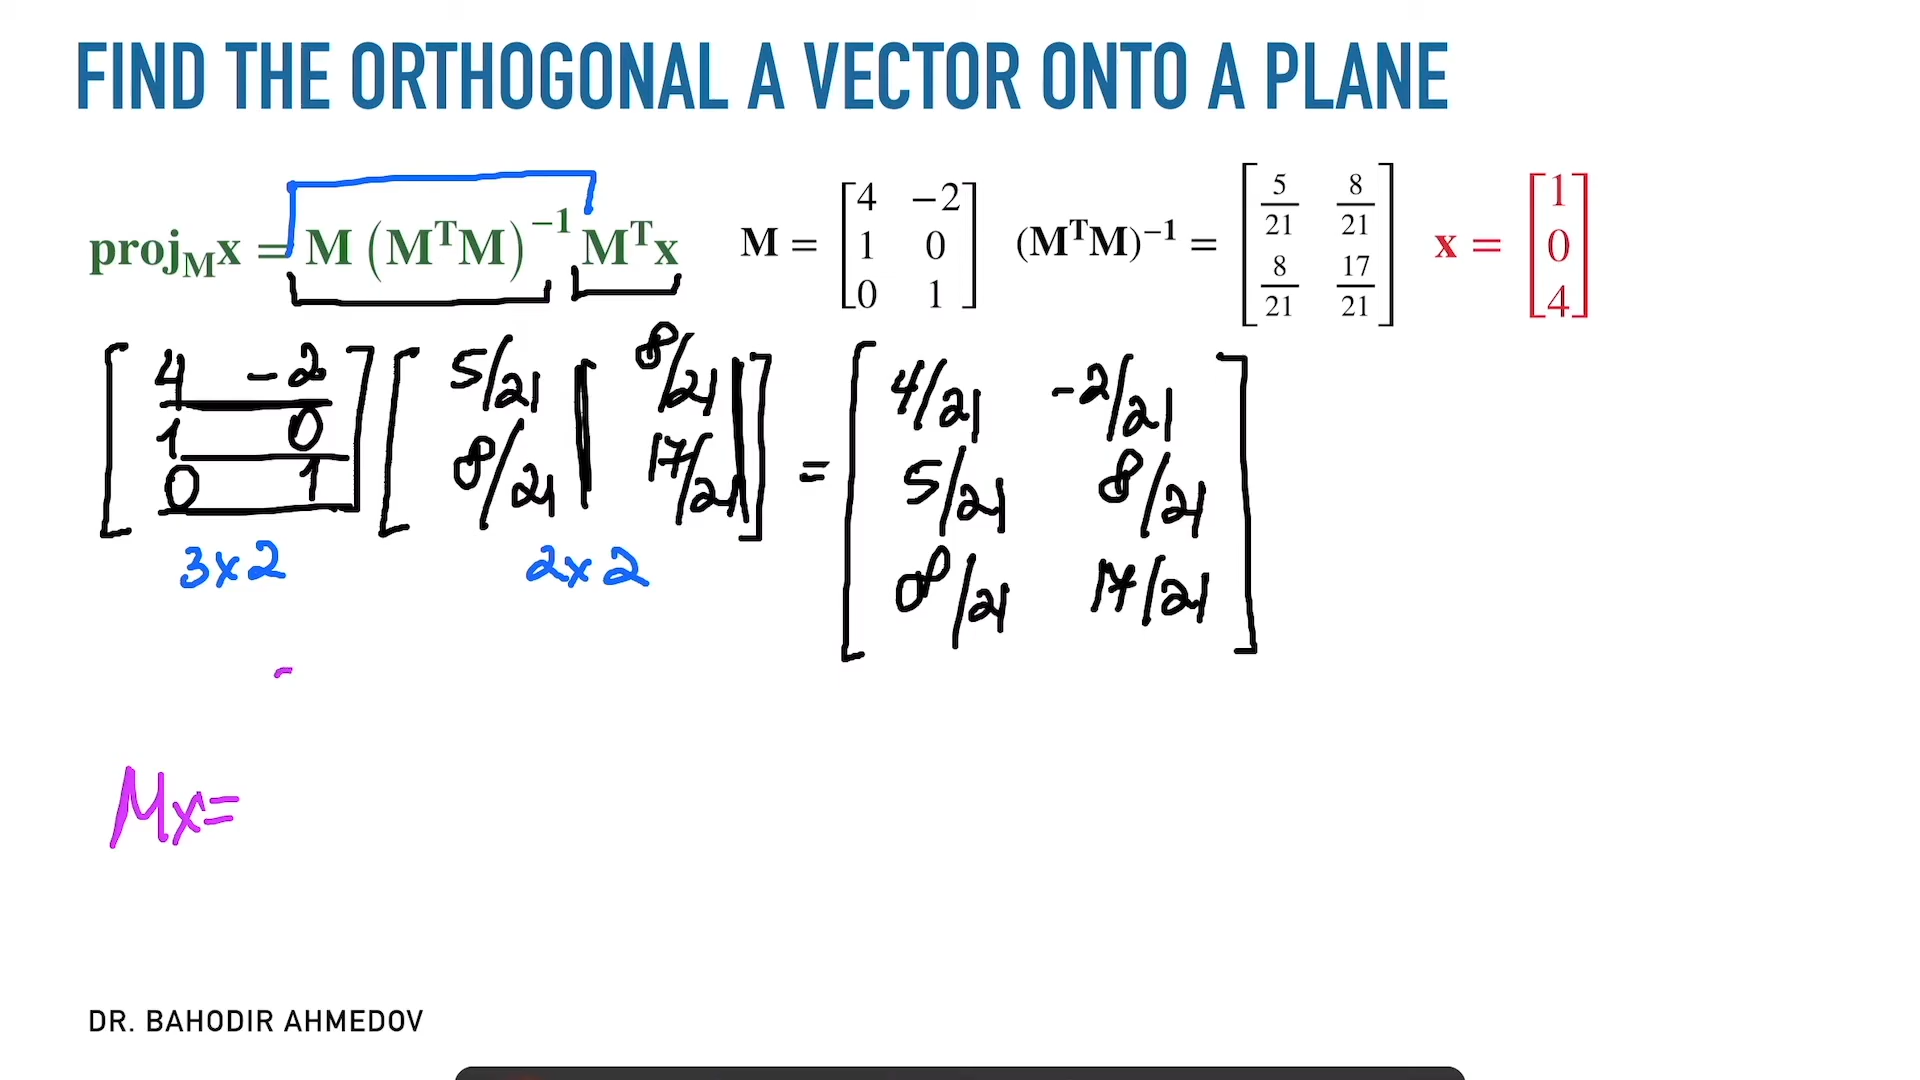 FIND THE ORTHOGONAL A VECTOR ONTO A PLANE
proj_M x = M (MᵀM)⁻¹ Mᵀx   M = [4 −2; 1 0; 0 1]   (MᵀM)⁻¹ = [5/21 8/21; 8/21 17/21]   x = [1; 0; 4]
[4 -2; 1 0; 0 1] [5/21 8/21; 8/21 17/21] = [4/21 -2/21; 5/21 8/21; 8/21 17/21]
3x2   2x2
Mx=
DR. BAHODIR AHMEDOV